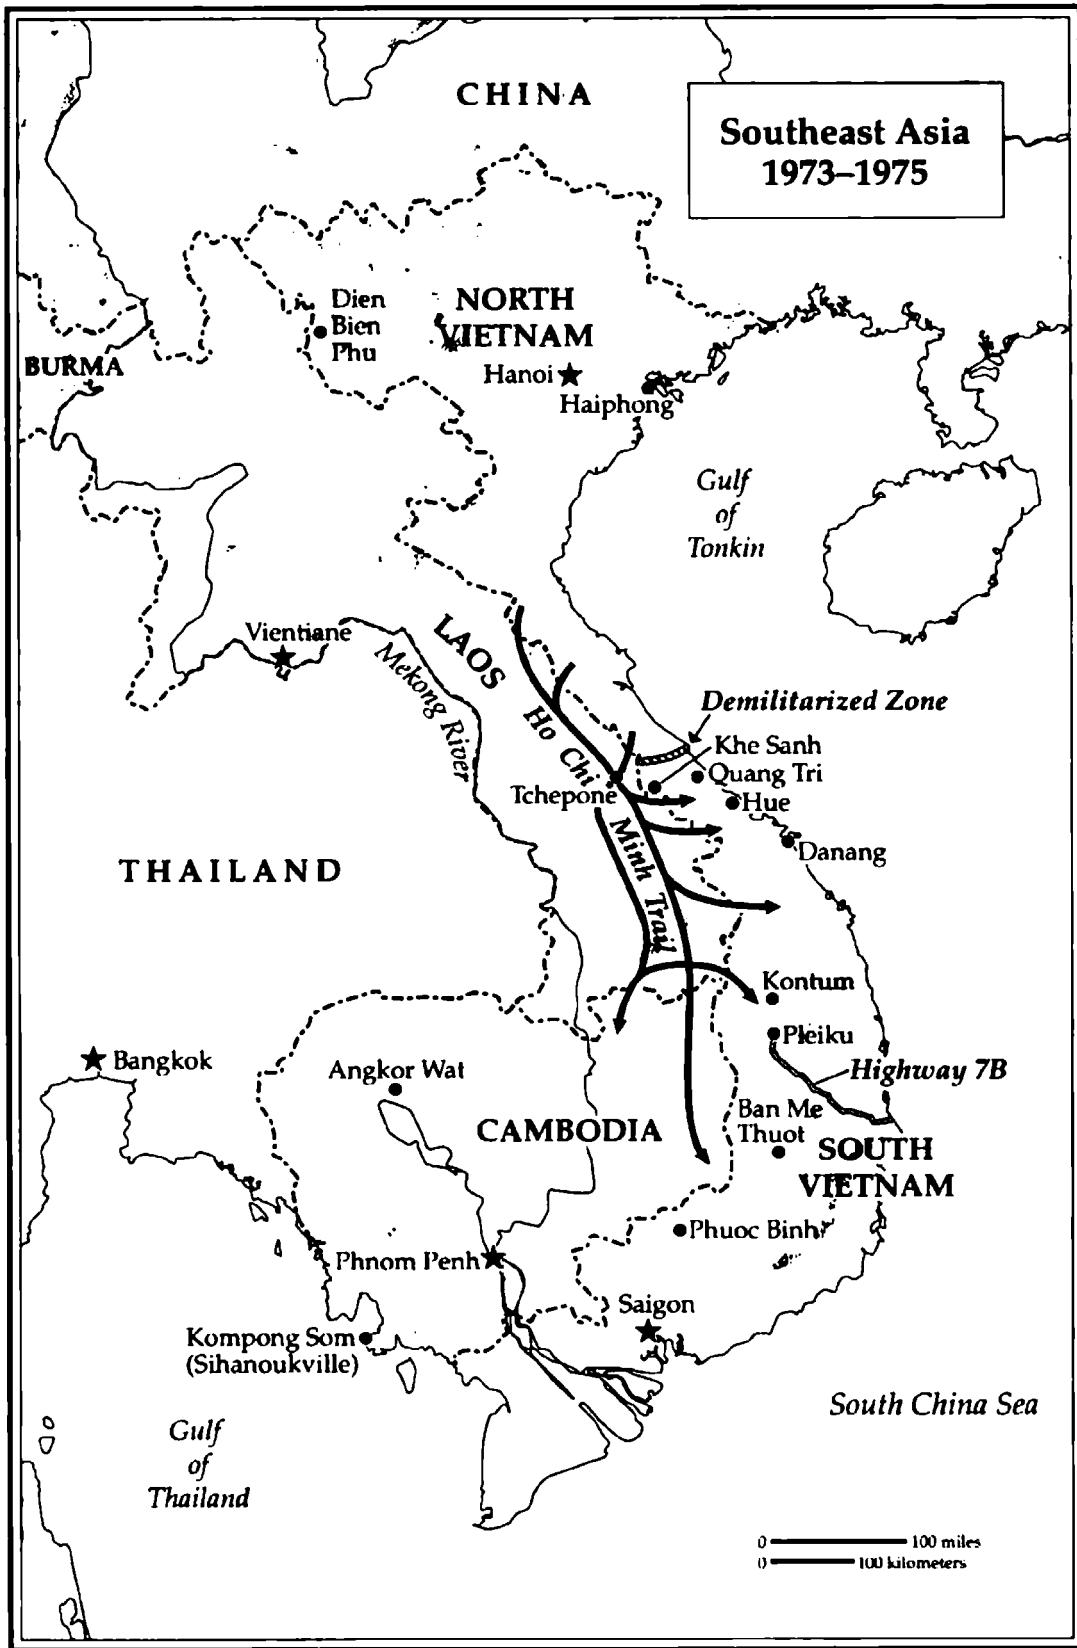 CHINA
Southeast Asia
1973–1975
Dien
Bien
Phu
NORTH
VIETNAM
BURMA
Hanoi
Haiphong
Gulf
of
Tonkin
Vientiane
LAOS
Mekong River
Demilitarized Zone
Ho Chi Minh Trail
Khe Sanh
Quang Tri
Tchepone
Hue
Danang
THAILAND
Kontum
Pleiku
Bangkok
Angkor Wat
Highway 7B
CAMBODIA
Ban Me
Thuot
SOUTH
VIETNAM
Phuoc Binh
Phnom Penh
Saigon
Kompong Som
(Sihanoukville)
South China Sea
Gulf
of
Thailand
0 100 miles
0 100 kilometers